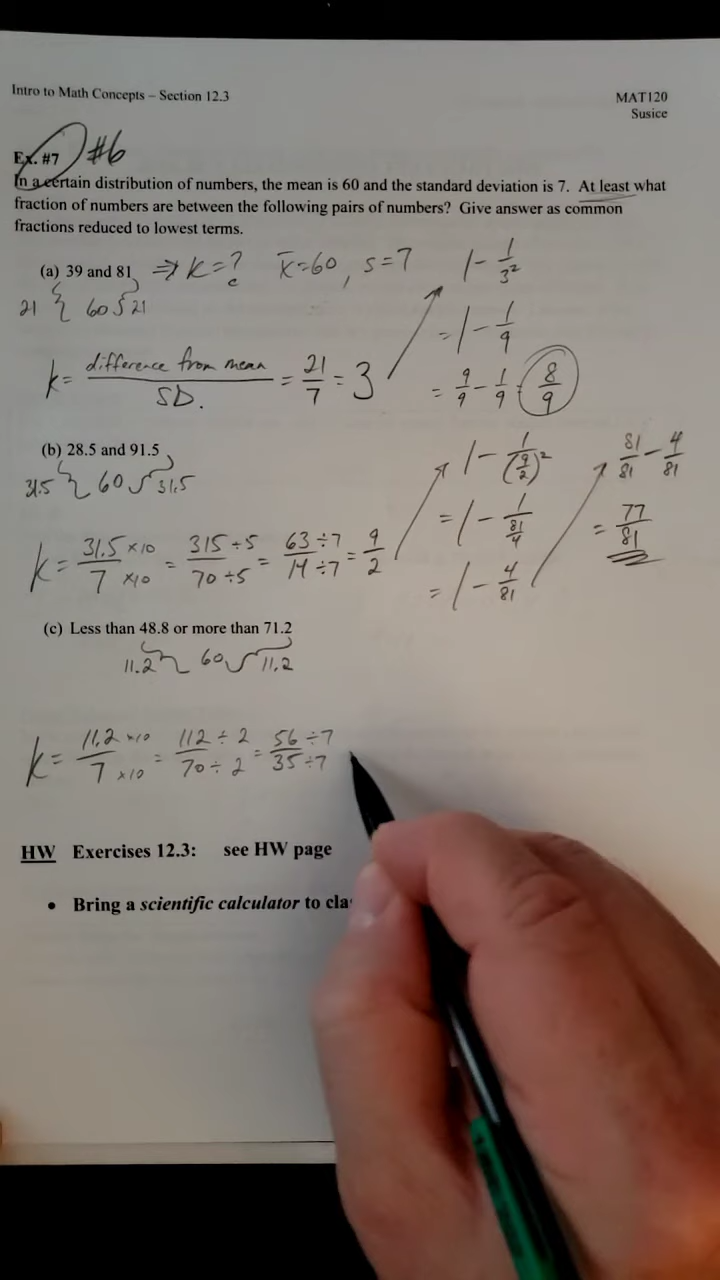 Intro to Math Concepts – Section 12.3
MAT120
Susice
Ex. #7 #6
In a certain distribution of numbers, the mean is 60 and the standard deviation is 7. At least what
fraction of numbers are between the following pairs of numbers? Give answer as common
fractions reduced to lowest terms.
(a) 39 and 81 ⇒ k=? x̄=60, s=7
21 { 60 } 21
k = difference from mean / SD. = 21/7 = 3
1 - 1/3²
= 1 - 1/9
= 9/9 - 1/9 = 8/9
(b) 28.5 and 91.5
31.5 { 60 } 31.5
k = 31.5 ×10 / 7 ×10 = 315 ÷5 / 70 ÷5 = 63 ÷7 / 14 ÷7 = 9/2
1 - 1/(9/2)²
= 1 - 1/(81/4)
= 1 - 4/81
81/81 - 4/81
= 77/81
(c) Less than 48.8 or more than 71.2
11.2 60 11.2
k = 11.2 ×10 / 7 ×10 = 112 ÷ 2 / 70 ÷ 2 = 56 ÷7 / 35 ÷7
HW Exercises 12.3: see HW page
• Bring a scientific calculator to cla